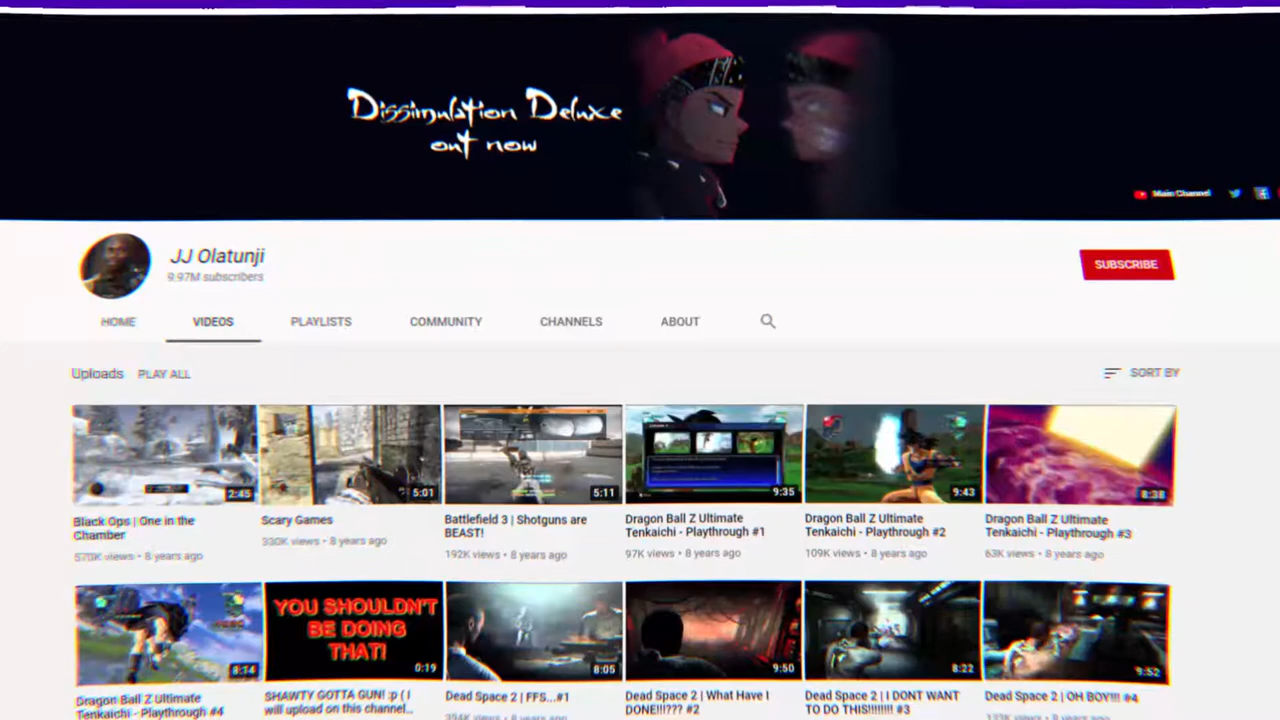 Dissimulation Deluxe
out now
Main Channel
JJ Olatunji
9.97M subscribers
SUBSCRIBE
HOME
VIDEOS
PLAYLISTS
COMMUNITY
CHANNELS
ABOUT
Uploads PLAY ALL
SORT BY
2:45
5:01
5:11
9:35
9:43
8:38
Black Ops | One in the
Chamber
570K views • 8 years ago
Scary Games
330K views • 8 years ago
Battlefield 3 | Shotguns are
BEAST!
192K views • 8 years ago
Dragon Ball Z Ultimate
Tenkaichi - Playthrough #1
97K views • 8 years ago
Dragon Ball Z Ultimate
Tenkaichi - Playthrough #2
109K views • 8 years ago
Dragon Ball Z Ultimate
Tenkaichi - Playthrough #3
63K views • 8 years ago
8:14
YOU SHOULDN'T
BE DOING
THAT!
0:19
8:05
9:50
8:22
9:52
Dragon Ball Z Ultimate
Tenkaichi - Playthrough #4
SHAWTY GOTTA GUN! :p ( I
will upload on this channel...
Dead Space 2 | FFS...#1
Dead Space 2 | What Have I
DONE!!!??? #2
Dead Space 2 | I DONT WANT
TO DO THIS!!!!!!!! #3
Dead Space 2 | OH BOY!!! #4